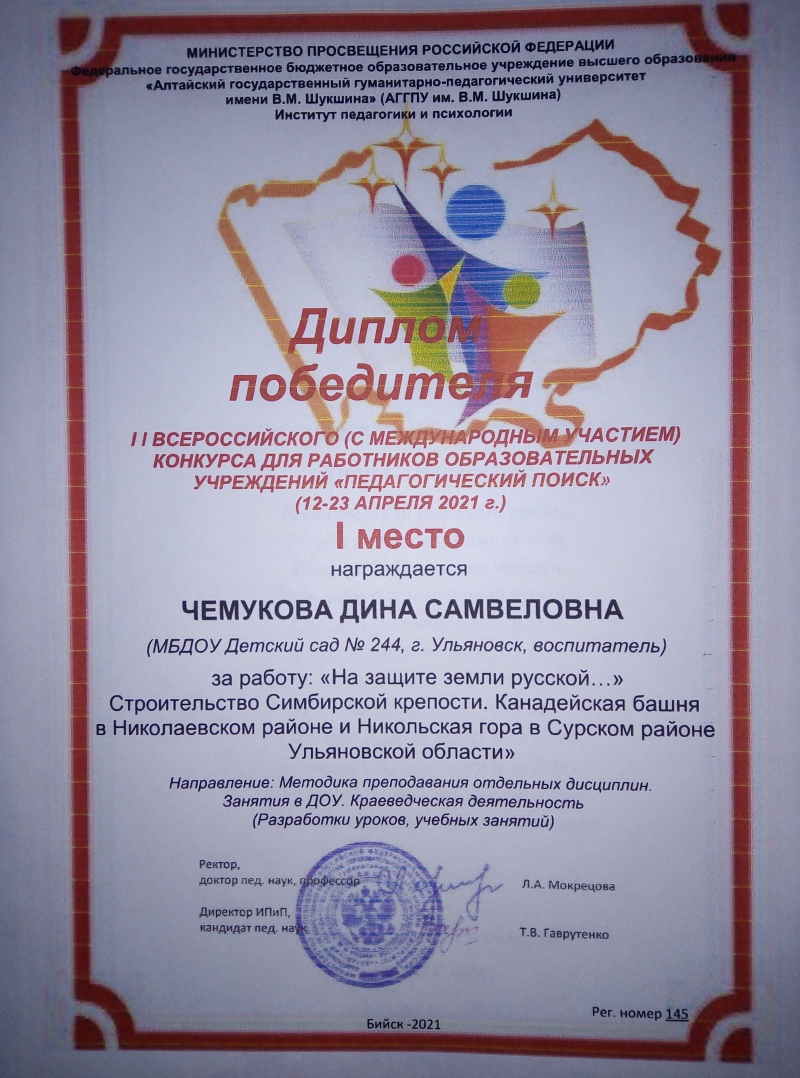 МИНИСТЕРСТВО ПРОСВЕЩЕНИЯ РОССИЙСКОЙ ФЕДЕРАЦИИ
Федеральное государственное бюджетное образовательное учреждение высшего образования
«Алтайский государственный гуманитарно-педагогический университет
имени В.М. Шукшина» (АГГПУ им. В.М. Шукшина)
Институт педагогики и психологии
Диплом
победителя
I I ВСЕРОССИЙСКОГО (С МЕЖДУНАРОДНЫМ УЧАСТИЕМ)
КОНКУРСА ДЛЯ РАБОТНИКОВ ОБРАЗОВАТЕЛЬНЫХ
УЧРЕЖДЕНИЙ «ПЕДАГОГИЧЕСКИЙ ПОИСК»
(12-23 АПРЕЛЯ 2021 г.)
I место
награждается
ЧЕМУКОВА ДИНА САМВЕЛОВНА
(МБДОУ Детский сад № 244, г. Ульяновск, воспитатель)
за работу: «На защите земли русской…»
Строительство Симбирской крепости. Канадейская башня
в Николаевском районе и Никольская гора в Сурском районе
Ульяновской области»
Направление: Методика преподавания отдельных дисциплин.
Занятия в ДОУ. Краеведческая деятельность
(Разработки уроков, учебных занятий)
Ректор,
доктор пед. наук, профессор Л.А. Мокрецова
Директор ИПиП,
кандидат пед. наук Т.В. Гаврутенко
Рег. номер 145
Бийск -2021